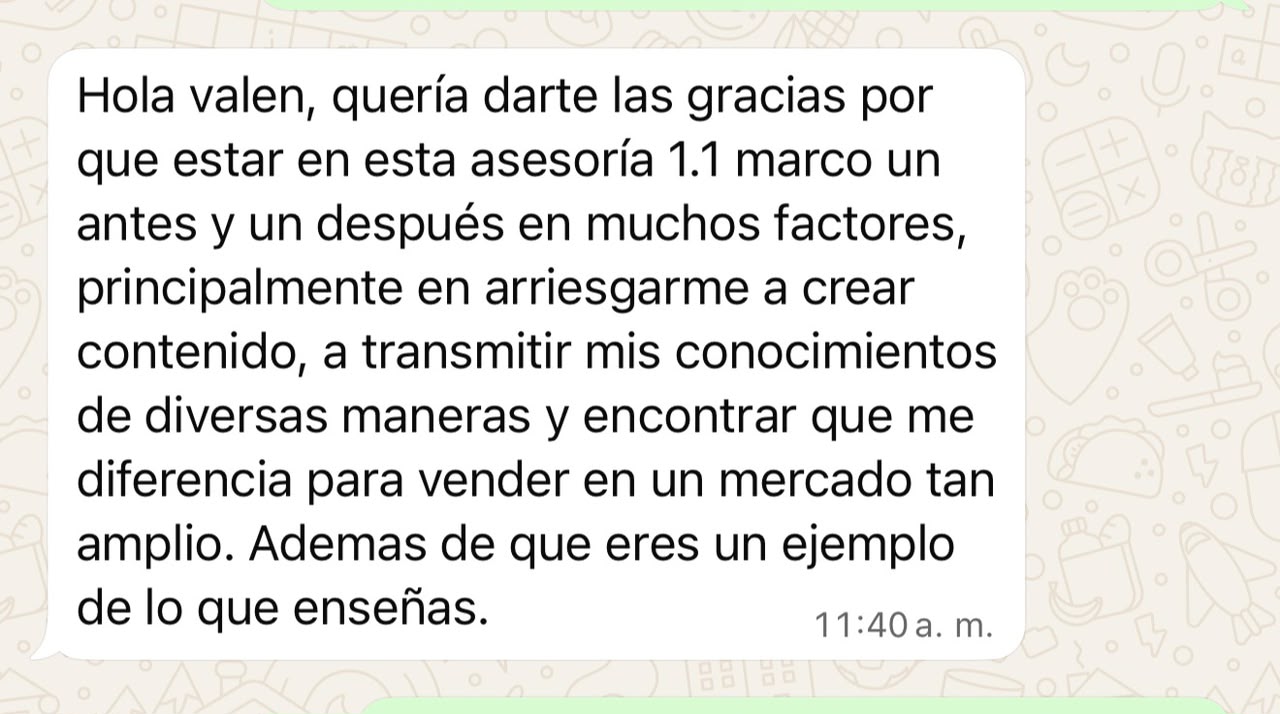 Hola valen, quería darte las gracias por
que estar en esta asesoría 1.1 marco un
antes y un después en muchos factores,
principalmente en arriesgarme a crear
contenido, a transmitir mis conocimientos
de diversas maneras y encontrar que me
diferencia para vender en un mercado tan
amplio. Ademas de que eres un ejemplo
de lo que enseñas.
11:40 a. m.